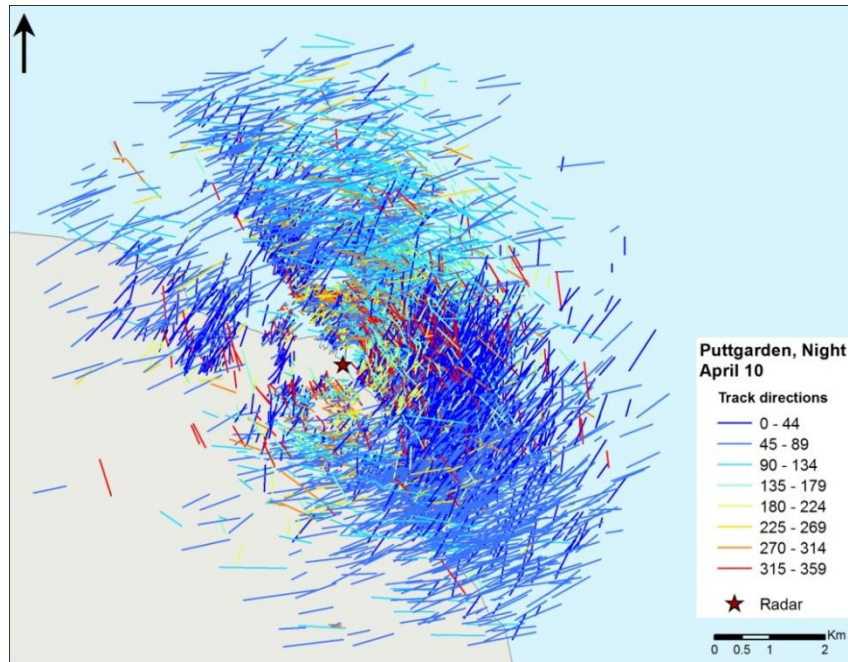 Puttgarden, Night
April 10
Track directions
0 - 44
45 - 89
90 - 134
135 - 179
180 - 224
225 - 269
270 - 314
315 - 359
Radar
Km
0 0.5 1 2